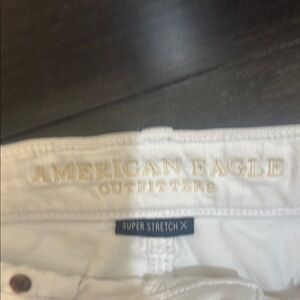 AMERICAN EAGLE
OUTFITTERS
SUPER STRETCH X